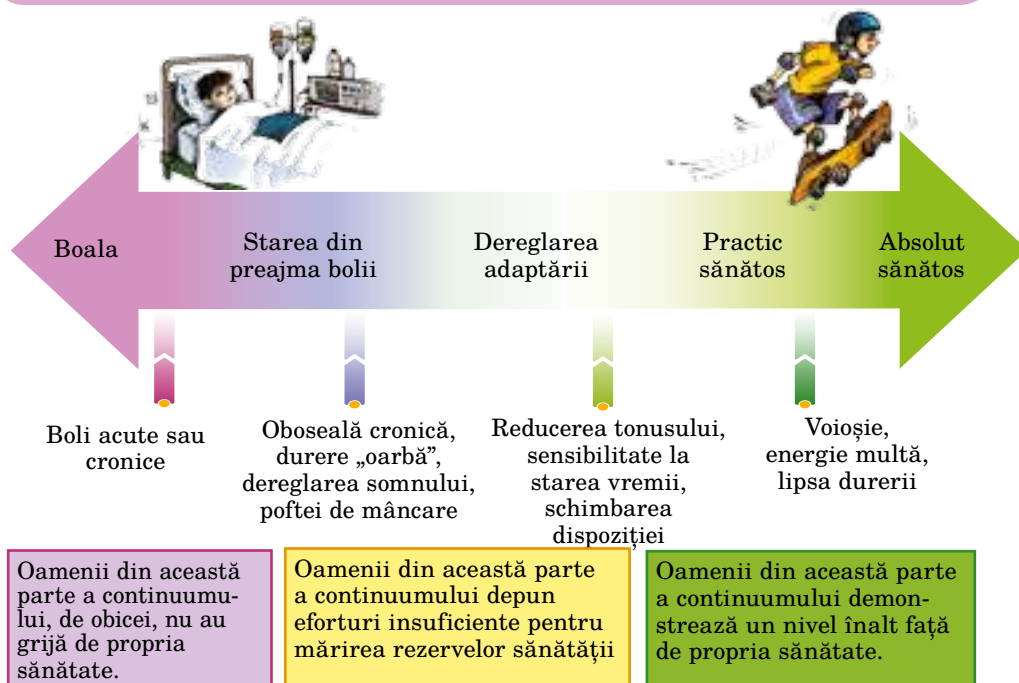 Boala
Starea din
preajma bolii
Dereglarea
adaptării
Practic
sănătos
Absolut
sănătos
Boli acute sau
cronice
Oboseală cronică,
durere „oarbă”,
dereglarea somnului,
poftei de mâncare
Reducerea tonusului,
sensibilitate la
starea vremii,
schimbarea
dispoziției
Voioșie,
energie multă,
lipsa durerii
Oamenii din această
parte a continuumu-
lui, de obicei, nu au
grijă de propria
sănătate.
Oamenii din această parte
a continuumului depun
eforturi insuficiente pentru
mărirea rezervelor sănătății
Oamenii din această parte
a continuumului demon-
strează un nivel înalt față
de propria sănătate.